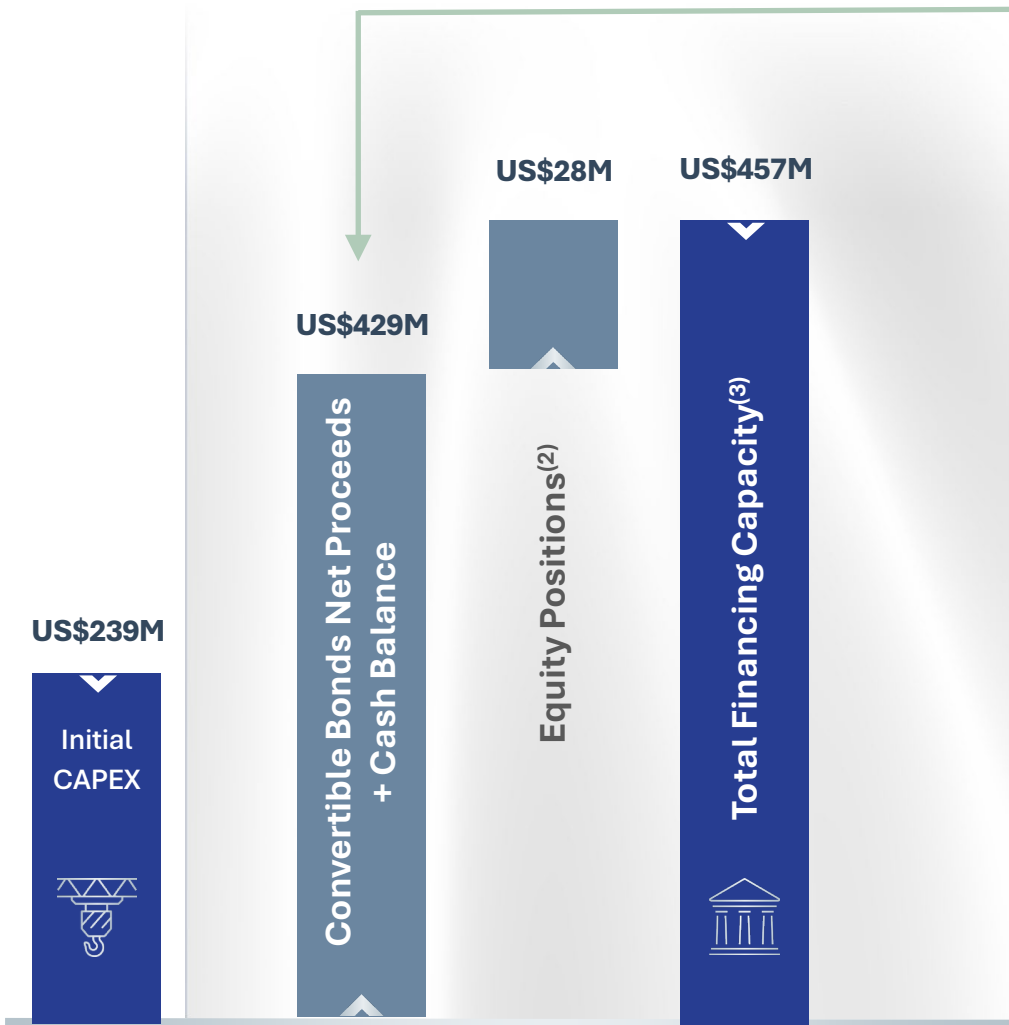 US$239M
Initial
CAPEX
US$429M
Convertible Bonds Net Proceeds
+ Cash Balance
US$28M
Equity Positions(2)
US$457M
Total Financing Capacity(3)